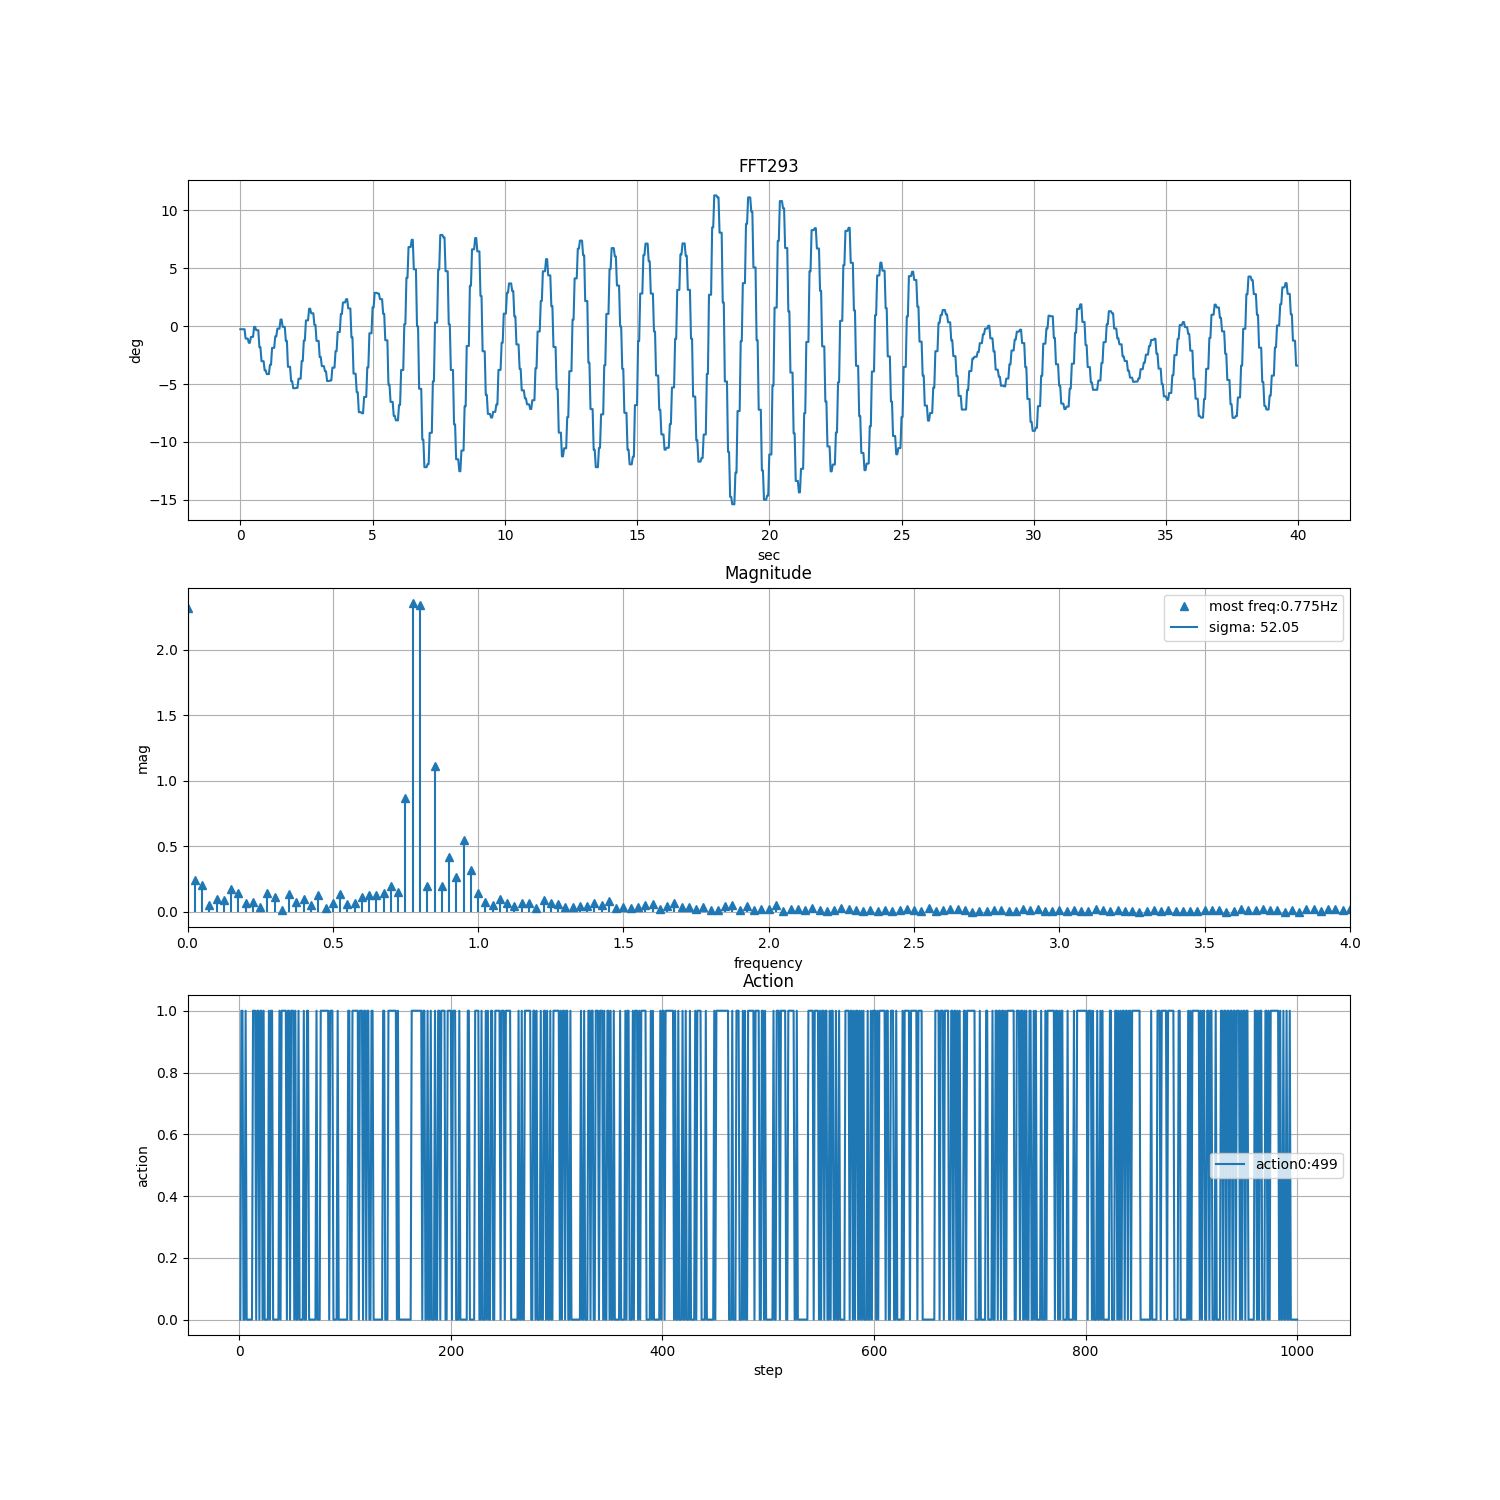 FFT293
10
5
0
−5
−10
−15
deg
0 5 10 15 20 25 30 35 40
sec
Magnitude
most freq:0.775Hz
sigma: 52.05
2.0
1.5
1.0
0.5
0.0
mag
0.0 0.5 1.0 1.5 2.0 2.5 3.0 3.5 4.0
frequency
Action
1.0
0.8
0.6
0.4
0.2
0.0
action
action0:499
0 200 400 600 800 1000
step